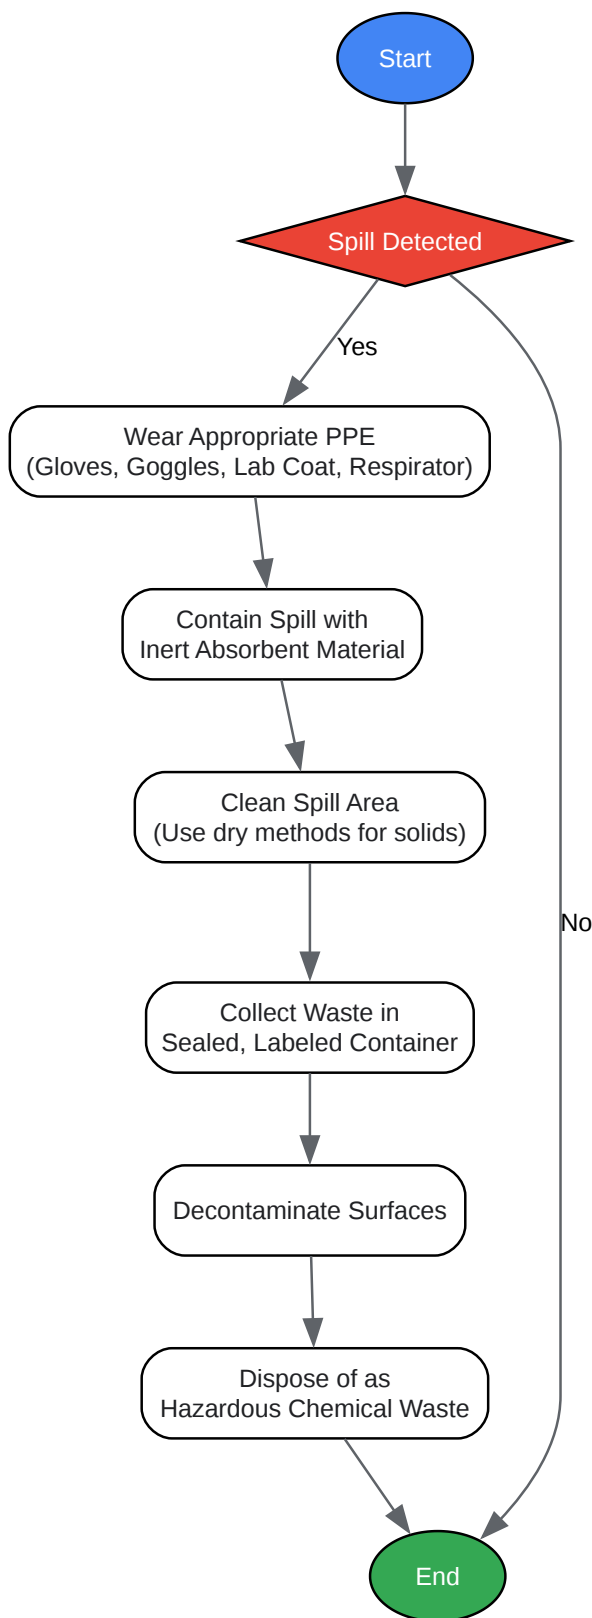 Start
Spill Detected
Yes
Wear Appropriate PPE
(Gloves, Goggles, Lab Coat, Respirator)
Contain Spill with
Inert Absorbent Material
Clean Spill Area
(Use dry methods for solids)
No
Collect Waste in
Sealed, Labeled Container
Decontaminate Surfaces
Dispose of as
Hazardous Chemical Waste
End